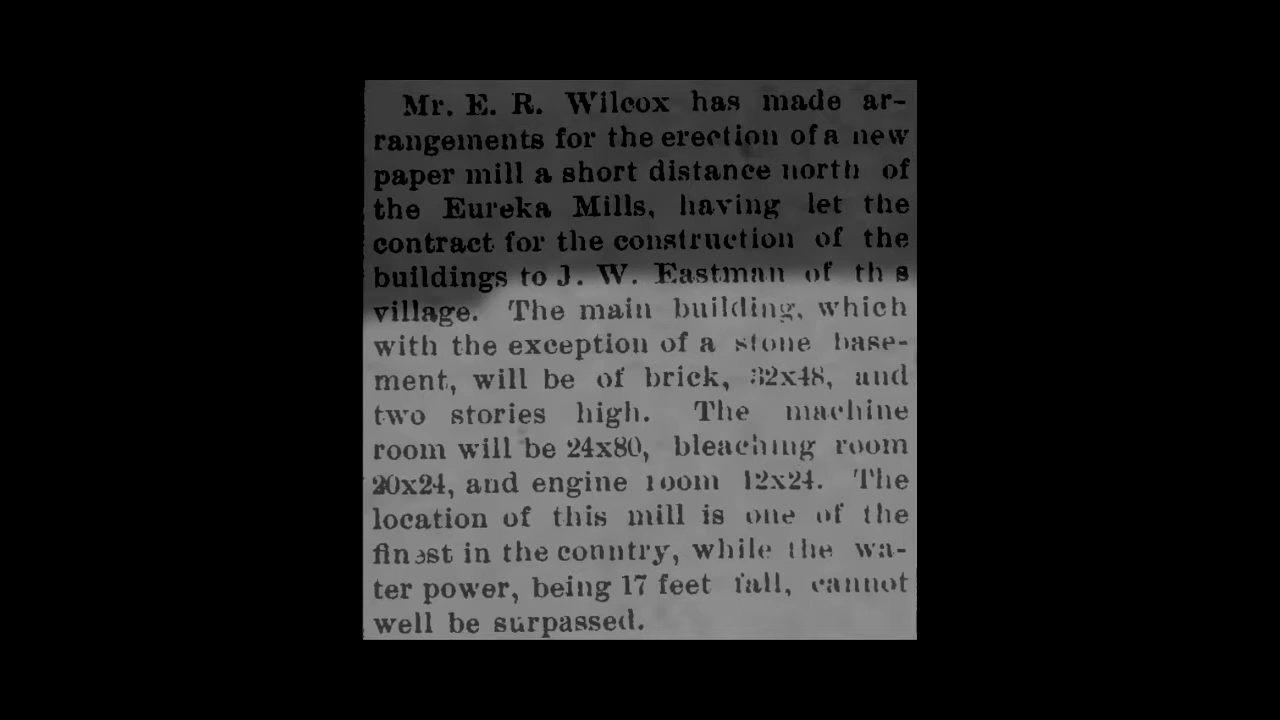 Mr. E. R. Wilcox has made ar-
rangements for the erection of a new
paper mill a short distance north of
the Eureka Mills, having let the
contract for the construction of the
buildings to J. W. Eastman of th s
village. The main building, which
with the exception of a stone base-
ment, will be of brick, 32x48, and
two stories high. The machine
room will be 24x80, bleaching room
20x24, and engine room 12x24. The
location of this mill is one of the
finest in the conntry, while the wa-
ter power, being 17 feet fall, cannot
well be surpassed.